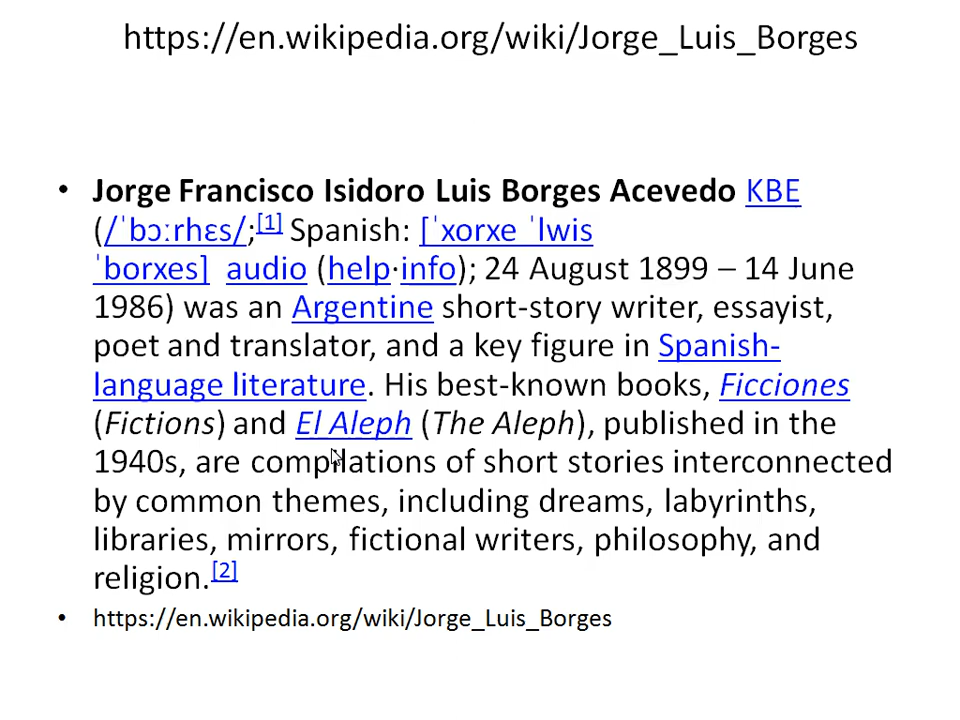 https://en.wikipedia.org/wiki/Jorge_Luis_Borges
• Jorge Francisco Isidoro Luis Borges Acevedo KBE
(/ˈbɔːrhɛs/;[1] Spanish: [ˈxorxe ˈlwis
ˈborxes] audio (help·info); 24 August 1899 – 14 June
1986) was an Argentine short-story writer, essayist,
poet and translator, and a key figure in Spanish-
language literature. His best-known books, Ficciones
(Fictions) and El Aleph (The Aleph), published in the
1940s, are compilations of short stories interconnected
by common themes, including dreams, labyrinths,
libraries, mirrors, fictional writers, philosophy, and
religion.[2]
• https://en.wikipedia.org/wiki/Jorge_Luis_Borges